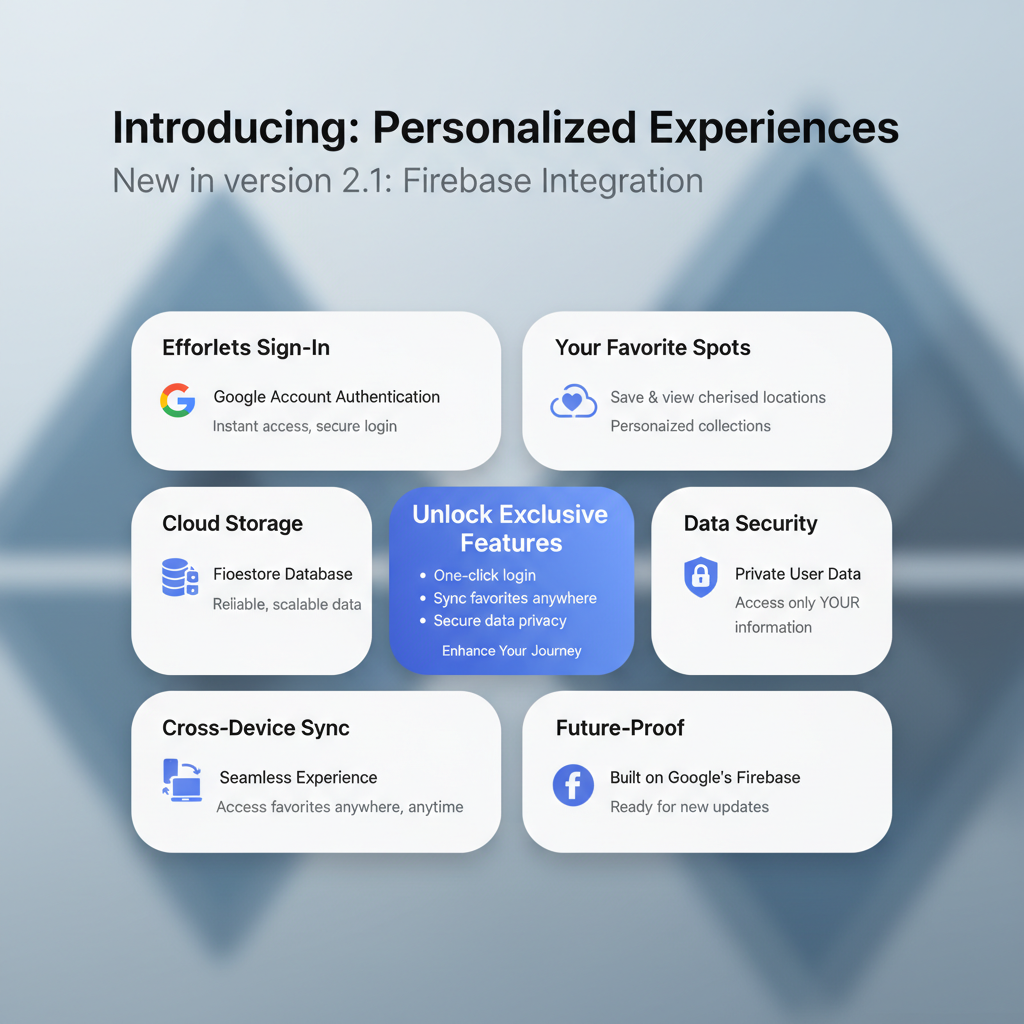 Introducing: Personalized Experiences
New in version 2.1: Firebase Integration
Efforlets Sign-In
Google Account Authentication
Instant access, secure login
Your Favorite Spots
Save & view cherised locations
Personaized collections
Cloud Storage
Fioestore Database
Reliable, scalable data
Unlock Exclusive
Features
• One-click login
• Sync favorites anywhere
• Secure data privacy
Enhance Your Journey
Data Security
Private User Data
Access only YOUR
information
Cross-Device Sync
Seamless Experience
Access favorites anywhere, anytime
Future-Proof
Built on Google's Firebase
Ready for new updates